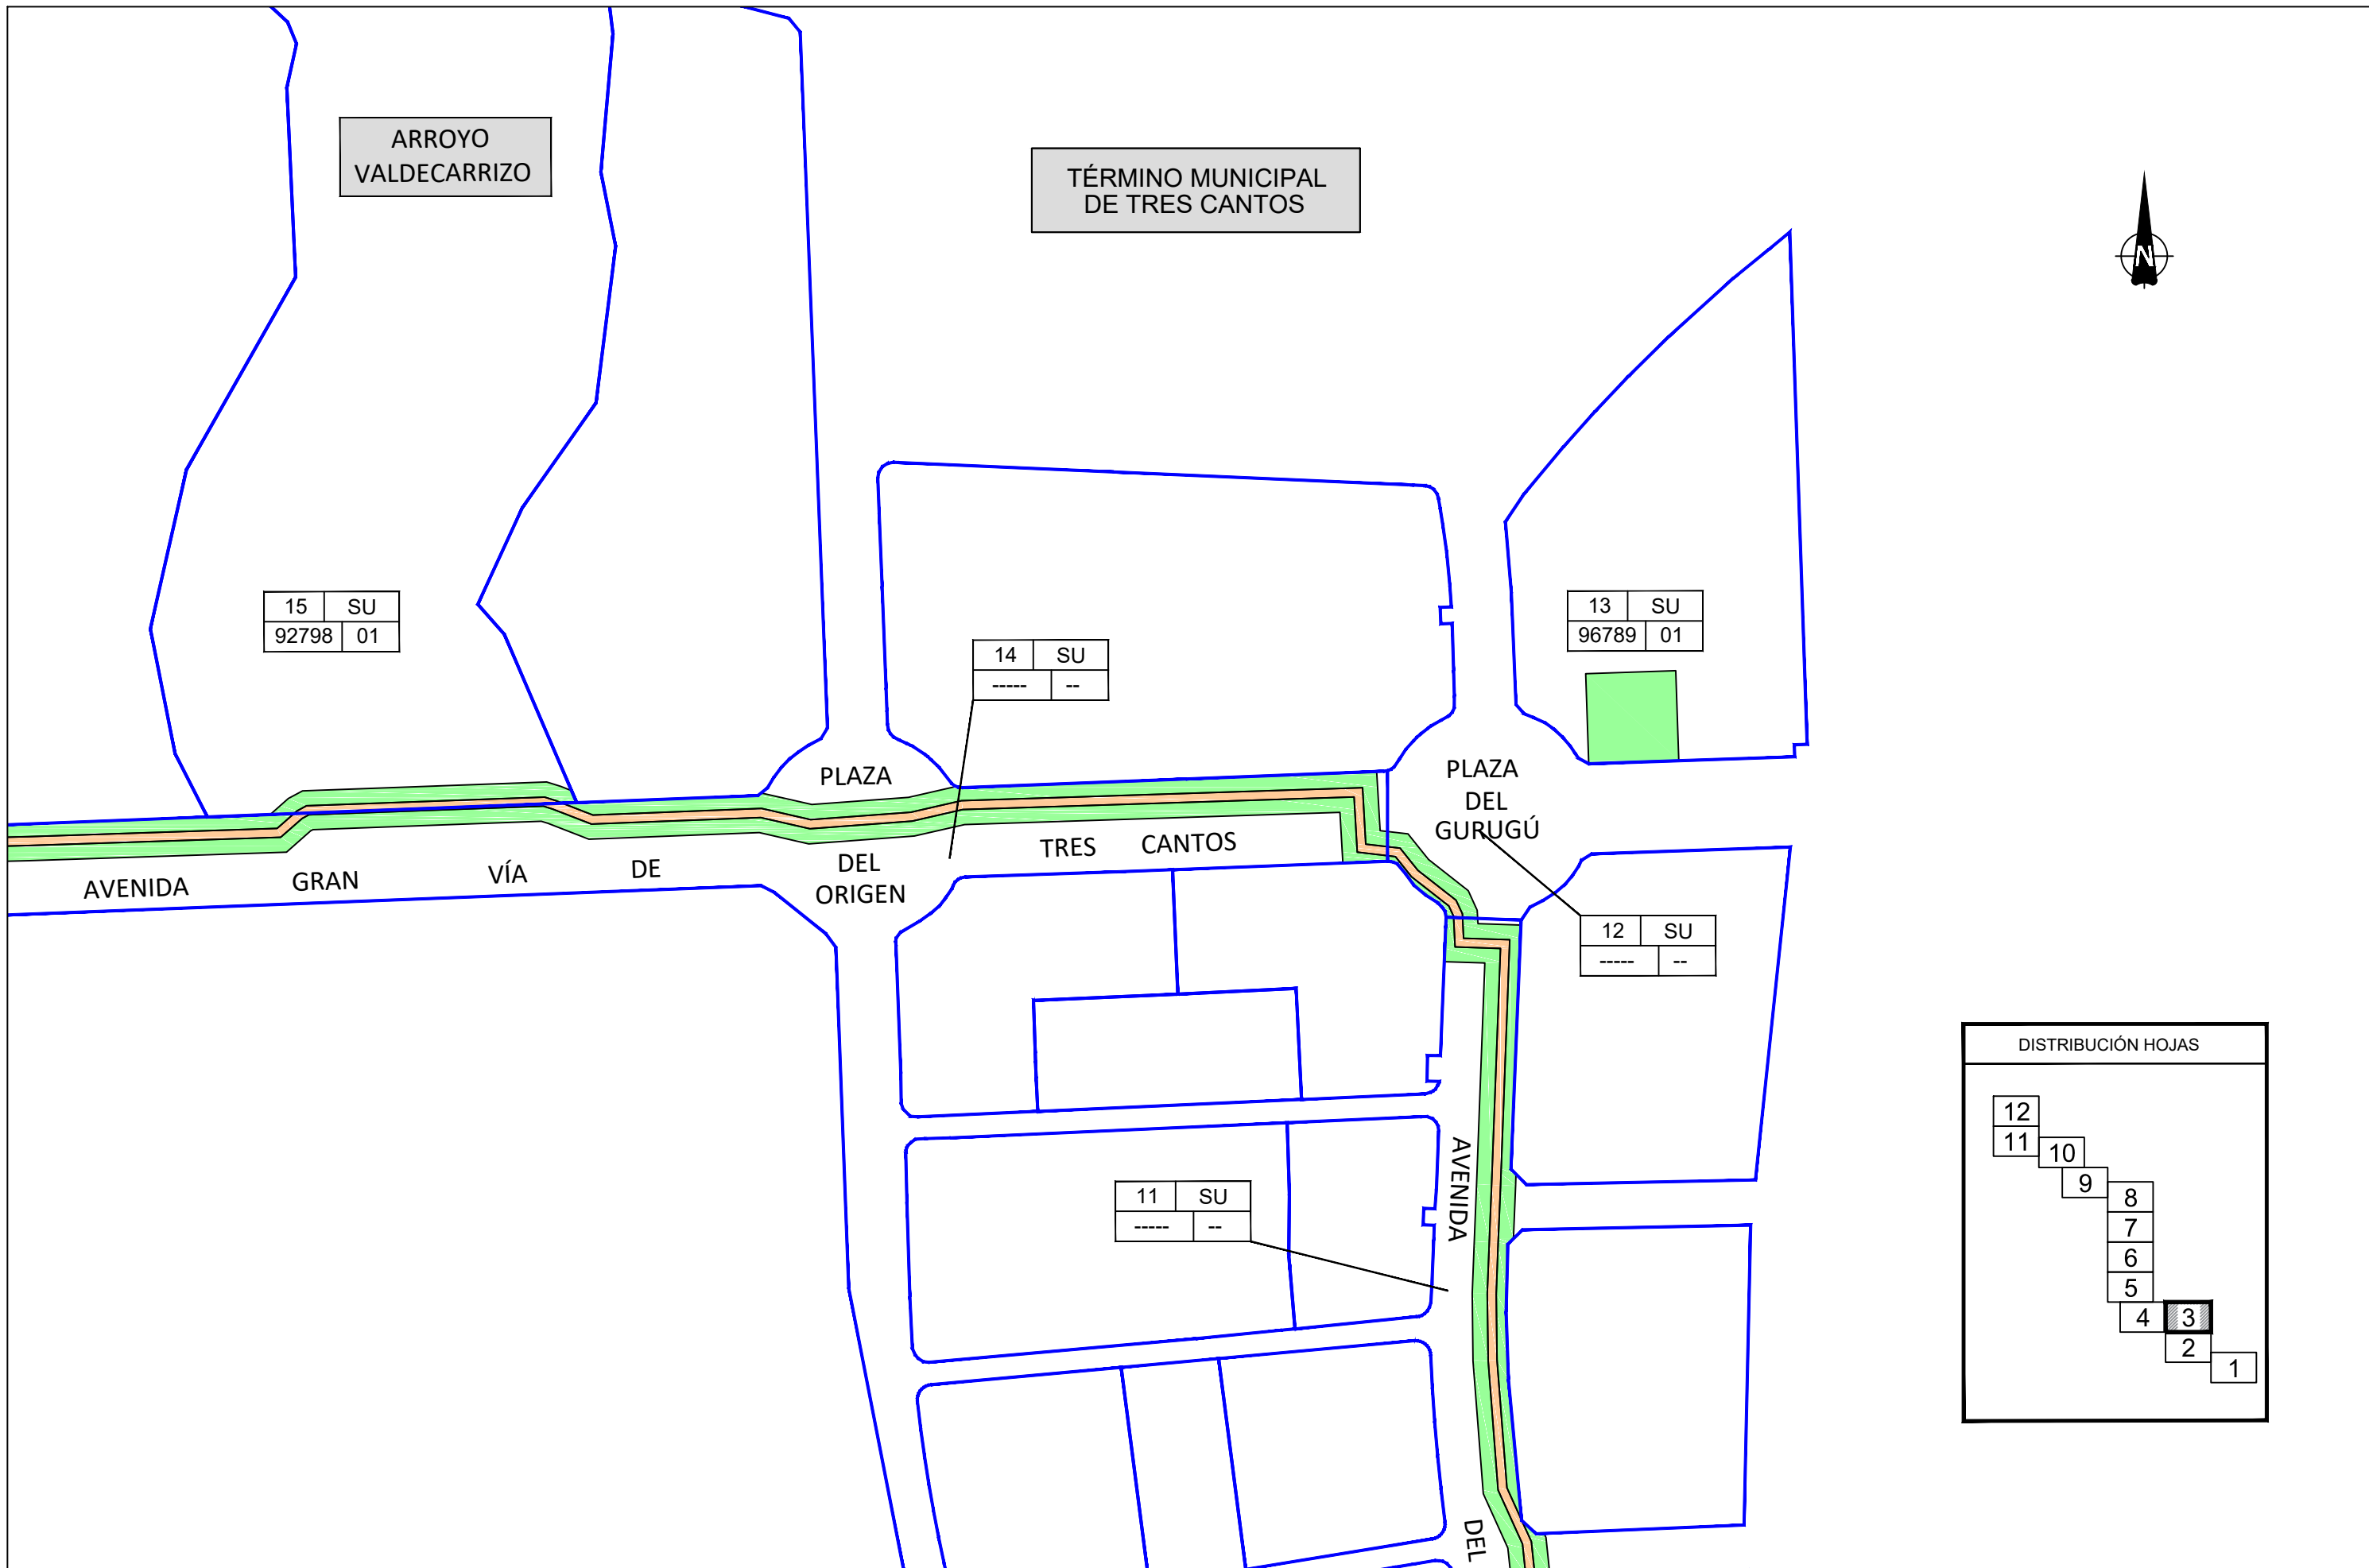 ARROYO
VALDECARRIZO
TÉRMINO MUNICIPAL
DE TRES CANTOS
N
15 SU
92798 01
13 SU
96789 01
14 SU
----- --
PLAZA
DEL
ORIGEN
PLAZA
DEL
GURUGÚ
AVENIDA GRAN VÍA DE TRES CANTOS
12 SU
----- --
11 SU
----- --
AVENIDA
DEL
DISTRIBUCIÓN HOJAS
12
11
10
9
8
7
6
5
4
3
2
1